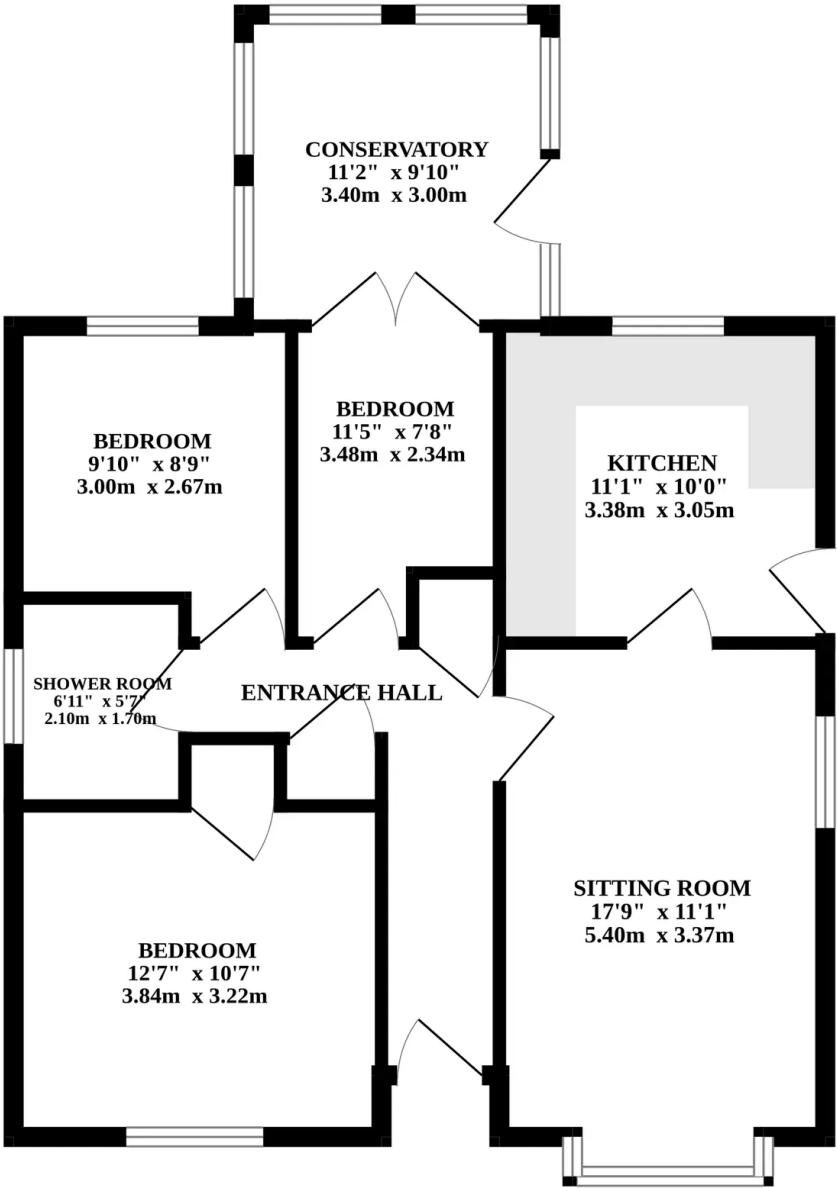 CONSERVATORY
11'2" x 9'10"
3.40m x 3.00m
BEDROOM
11'5" x 7'8"
3.48m x 2.34m
BEDROOM
9'10" x 8'9"
3.00m x 2.67m
KITCHEN
11'1" x 10'0"
3.38m x 3.05m
SHOWER ROOM
6'11" x 5'7"
2.10m x 1.70m
ENTRANCE HALL
SITTING ROOM
17'9" x 11'1"
5.40m x 3.37m
BEDROOM
12'7" x 10'7"
3.84m x 3.22m